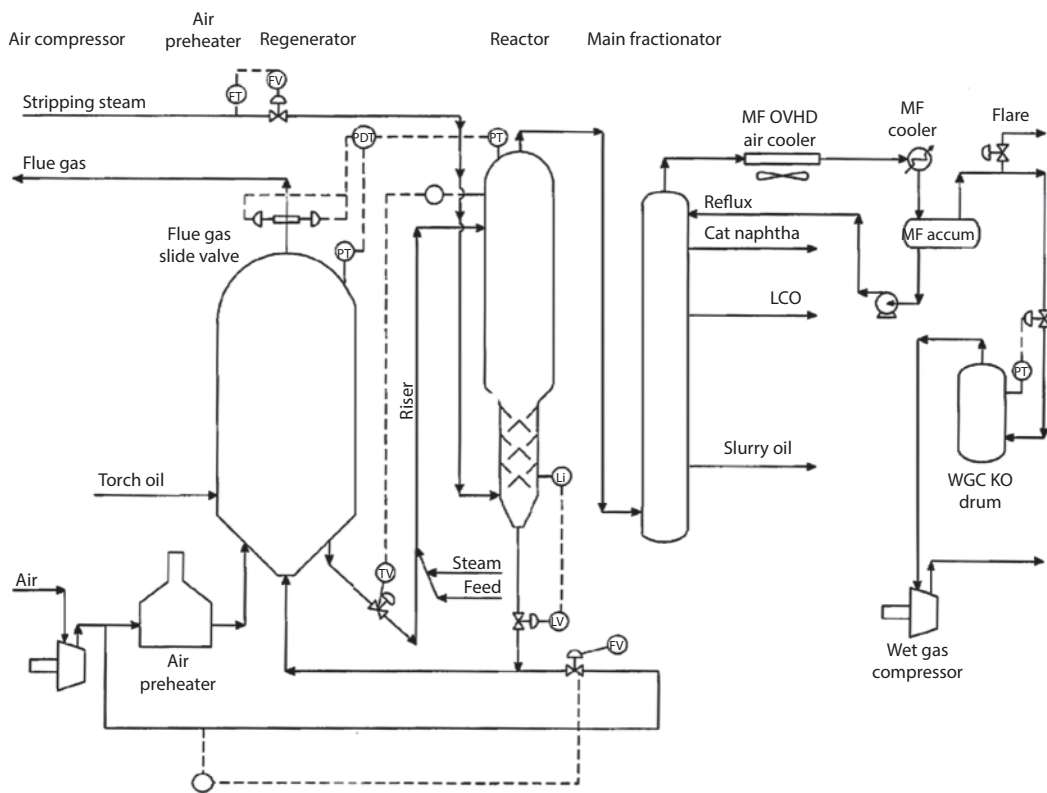 Air compressor
Air
preheater
Regenerator
Reactor
Main fractionator
Stripping steam
FT
FV
PDT
PT
MF OVHD
air cooler
MF
cooler
Flare
Flue gas
Flue gas
slide valve
PT
Reflux
MF accum
Cat naphtha
LCO
Riser
PT
Slurry oil
WGC KO
drum
Torch oil
Li
Steam
Feed
TV
LV
Air
Air
preheater
FV
Wet gas
compressor